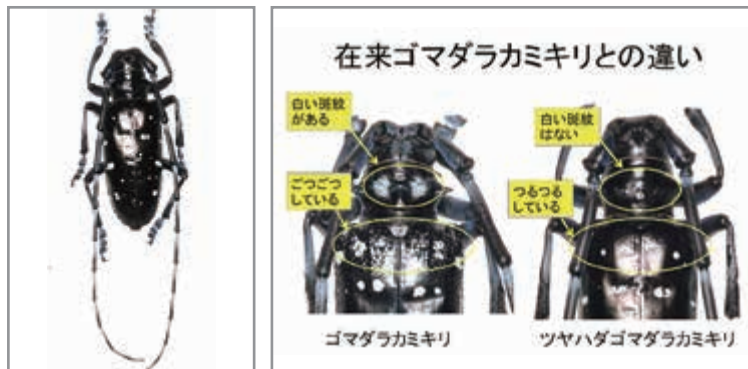 在来ゴマダラカミキリとの違い
白い斑紋
がある
白い斑紋
はない
ごつごつ
している
つるつる
している
ゴマダラカミキリ
ツヤハダゴマダラカミキリ